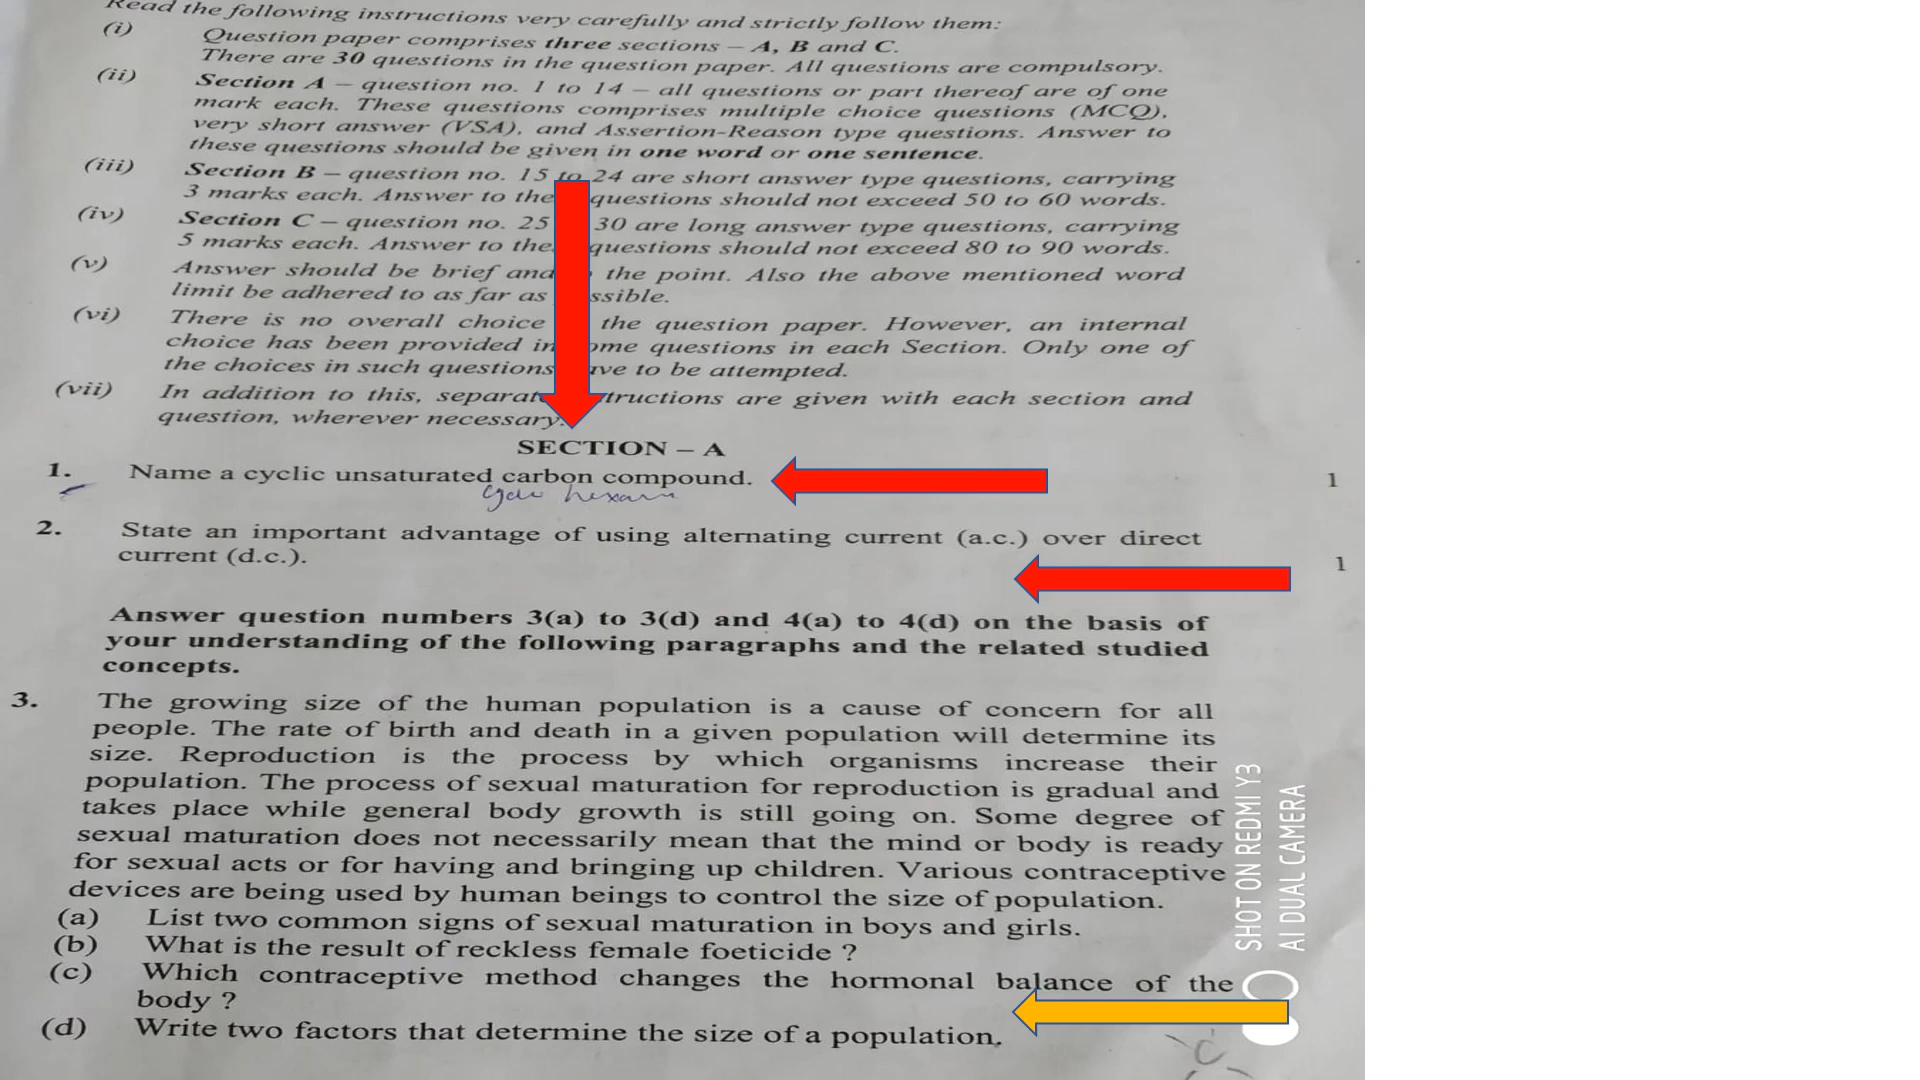 Read the following instructions very carefully and strictly follow them:
(i) Question paper comprises three sections – A, B and C.
There are 30 questions in the question paper. All questions are compulsory.
(ii) Section A – question no. 1 to 14 – all questions or part thereof are of one
mark each. These questions comprises multiple choice questions (MCQ),
very short answer (VSA), and Assertion-Reason type questions. Answer to
these questions should be given in one word or one sentence.
(iii) Section B – question no. 15 to 24 are short answer type questions, carrying
3 marks each. Answer to the questions should not exceed 50 to 60 words.
(iv) Section C – question no. 25 30 are long answer type questions, carrying
5 marks each. Answer to the questions should not exceed 80 to 90 words.
(v) Answer should be brief and the point. Also the above mentioned word
limit be adhered to as far as ssible.
(vi) There is no overall choice the question paper. However, an internal
choice has been provided in ome questions in each Section. Only one of
the choices in such questions ave to be attempted.
(vii) In addition to this, separat tructions are given with each section and
question, wherever necessary.
SECTION – A
1. Name a cyclic unsaturated carbon compound. 1
hexane
2. State an important advantage of using alternating current (a.c.) over direct
current (d.c.). 1
Answer question numbers 3(a) to 3(d) and 4(a) to 4(d) on the basis of
your understanding of the following paragraphs and the related studied
concepts.
3. The growing size of the human population is a cause of concern for all
people. The rate of birth and death in a given population will determine its
size. Reproduction is the process by which organisms increase their
population. The process of sexual maturation for reproduction is gradual and
takes place while general body growth is still going on. Some degree of
sexual maturation does not necessarily mean that the mind or body is ready
for sexual acts or for having and bringing up children. Various contraceptive
devices are being used by human beings to control the size of population.
(a) List two common signs of sexual maturation in boys and girls.
(b) What is the result of reckless female foeticide ?
(c) Which contraceptive method changes the hormonal balance of the
body ?
(d) Write two factors that determine the size of a population.
SHOT ON REDMI Y3
AI DUAL CAMERA